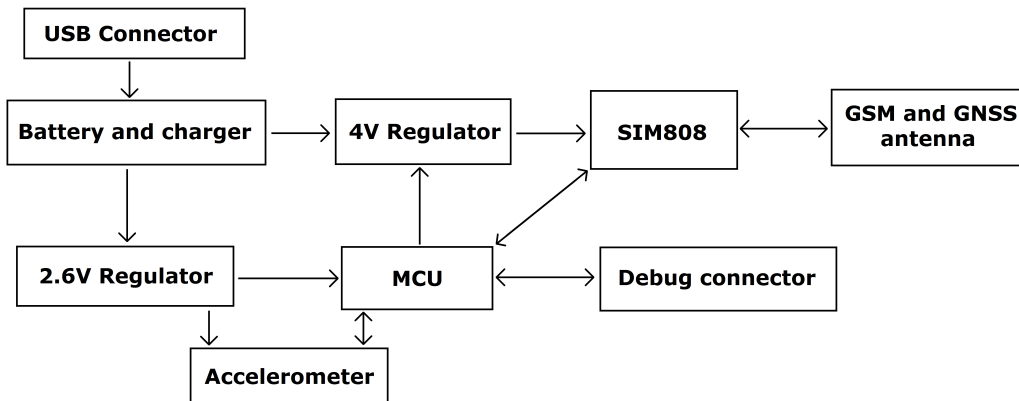 USB Connector
Battery and charger
4V Regulator
SIM808
GSM and GNSS
antenna
2.6V Regulator
MCU
Debug connector
Accelerometer